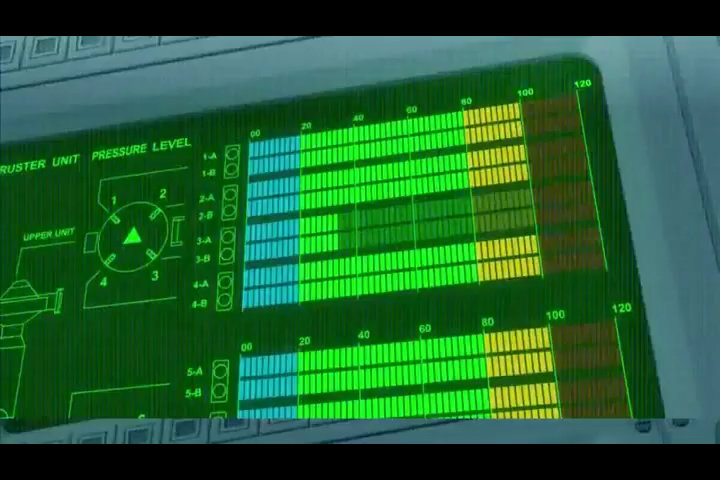 RUSTER UNIT PRESSURE LEVEL
00 20 40 60 80 100 120
1-A
1-B
2-A
2-B
3-A
3-B
4-A
4-B
1 2
3
4
UPPER UNIT
00 20 40 60 80 100 120
5-A
5-B